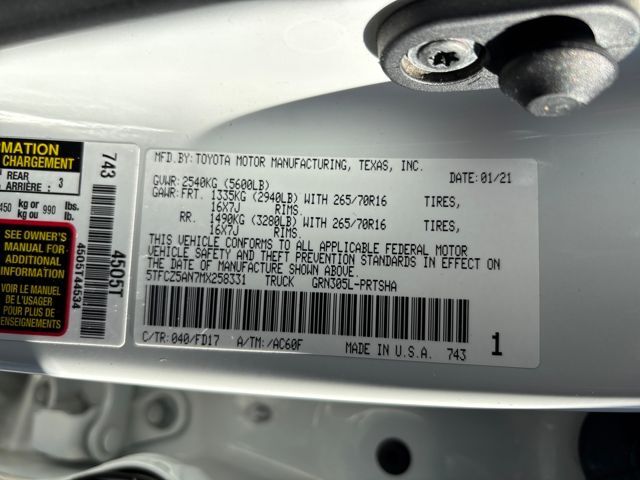 MATION
CHARGEMENT
REAR
ARRIÈRE : 3
450 kg or kg ou 990 lbs. lb.
SEE OWNER'S
MANUAL FOR
ADDITIONAL
INFORMATION
VOIR LE MANUEL
DE L'USAGER
POUR PLUS DE
RENSEIGNEMENTS
743
4505T
4505T44534
MFD.BY:TOYOTA MOTOR MANUFACTURING, TEXAS, INC.
GVWR:2540KG (5600LB) DATE: 01/21
GAWR:FRT. 1335KG (2940LB) WITH 265/70R16 TIRES,
16X7J RIMS.
RR. 1490KG (3280LB) WITH 265/70R16 TIRES,
16X7J RIMS.
THIS VEHICLE CONFORMS TO ALL APPLICABLE FEDERAL MOTOR
VEHICLE SAFETY AND THEFT PREVENTION STANDARDS IN EFFECT ON
THE DATE OF MANUFACTURE SHOWN ABOVE.
5TFCZ5AN7MX258331 TRUCK GRN305L-PRTSHA
C/TR:040/FD17 A/TM:/AC60F MADE IN U.S.A. 743 1